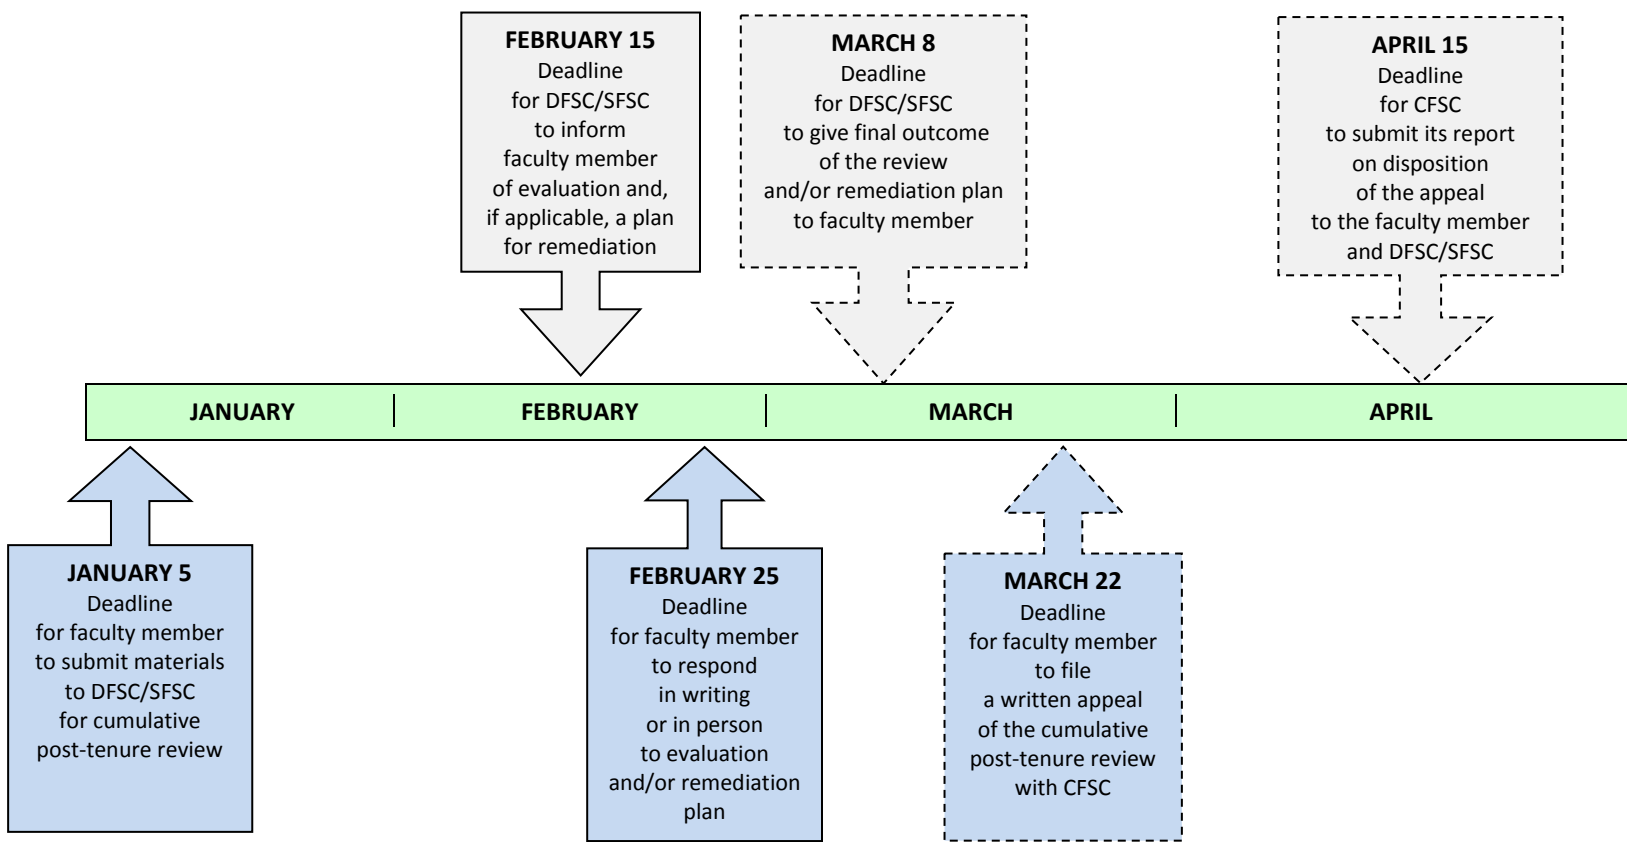 FEBRUARY 15
Deadline
for DFSC/SFSC
to inform
faculty member
of evaluation and,
if applicable, a plan
for remediation
MARCH 8
Deadline
for DFSC/SFSC
to give final outcome
of the review
and/or remediation plan
to faculty member
APRIL 15
Deadline
for CFSC
to submit its report
on disposition
of the appeal
to the faculty member
and DFSC/SFSC
JANUARY
FEBRUARY
MARCH
APRIL
JANUARY 5
Deadline
for faculty member
to submit materials
to DFSC/SFSC
for cumulative
post-tenure review
FEBRUARY 25
Deadline
for faculty member
to respond
in writing
or in person
to evaluation
and/or remediation
plan
MARCH 22
Deadline
for faculty member
to file
a written appeal
of the cumulative
post-tenure review
with CFSC